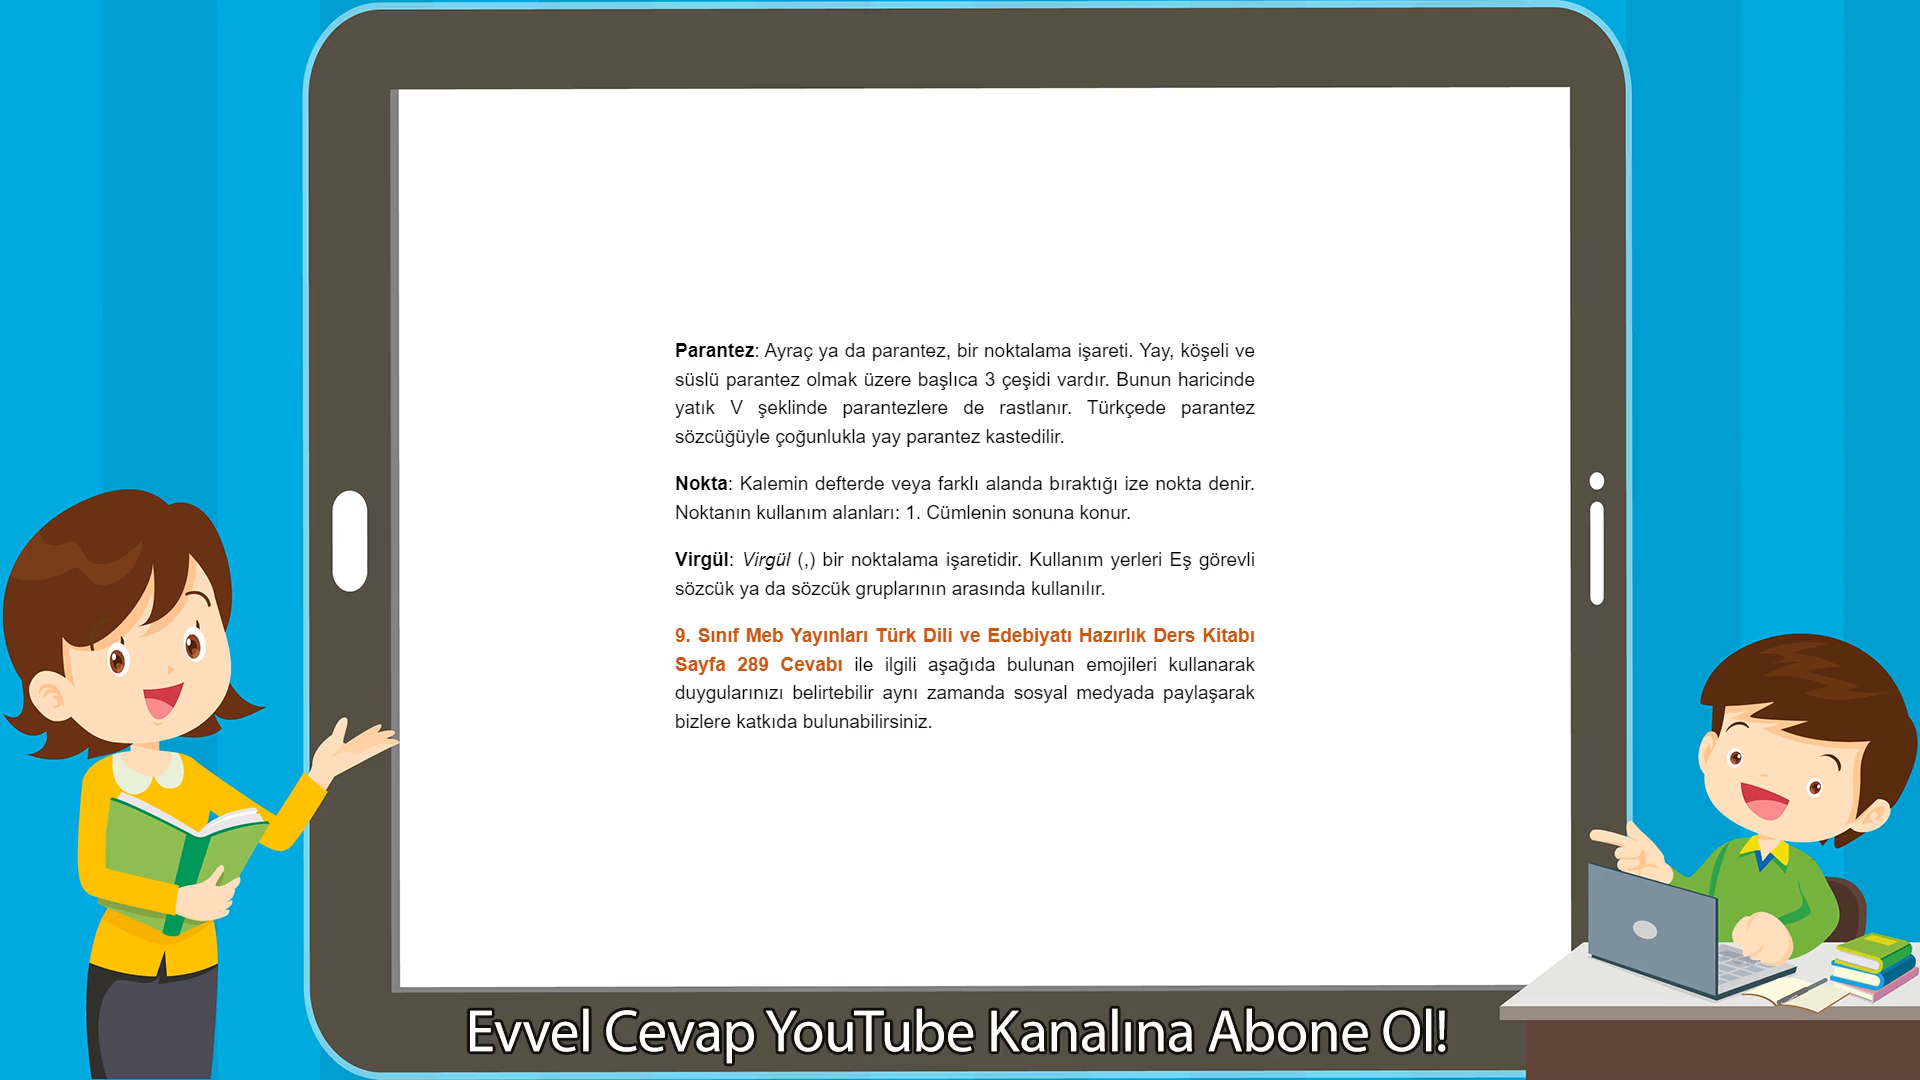 Parantez: Ayraç ya da parantez, bir noktalama işareti. Yay, köşeli ve
süslü parantez olmak üzere başlıca 3 çeşidi vardır. Bunun haricinde
yatık V şeklinde parantezlere de rastlanır. Türkçede parantez
sözcüğüyle çoğunlukla yay parantez kastedilir.
Nokta: Kalemin defterde veya farklı alanda bıraktığı ize nokta denir.
Noktanın kullanım alanları: 1. Cümlenin sonuna konur.
Virgül: Virgül (,) bir noktalama işaretidir. Kullanım yerleri Eş görevli
sözcük ya da sözcük gruplarının arasında kullanılır.
9. Sınıf Meb Yayınları Türk Dili ve Edebiyatı Hazırlık Ders Kitabı
Sayfa 289 Cevabı ile ilgili aşağıda bulunan emojileri kullanarak
duygularınızı belirtebilir aynı zamanda sosyal medyada paylaşarak
bizlere katkıda bulunabilirsiniz.
Evvel Cevap YouTube Kanalına Abone Ol!